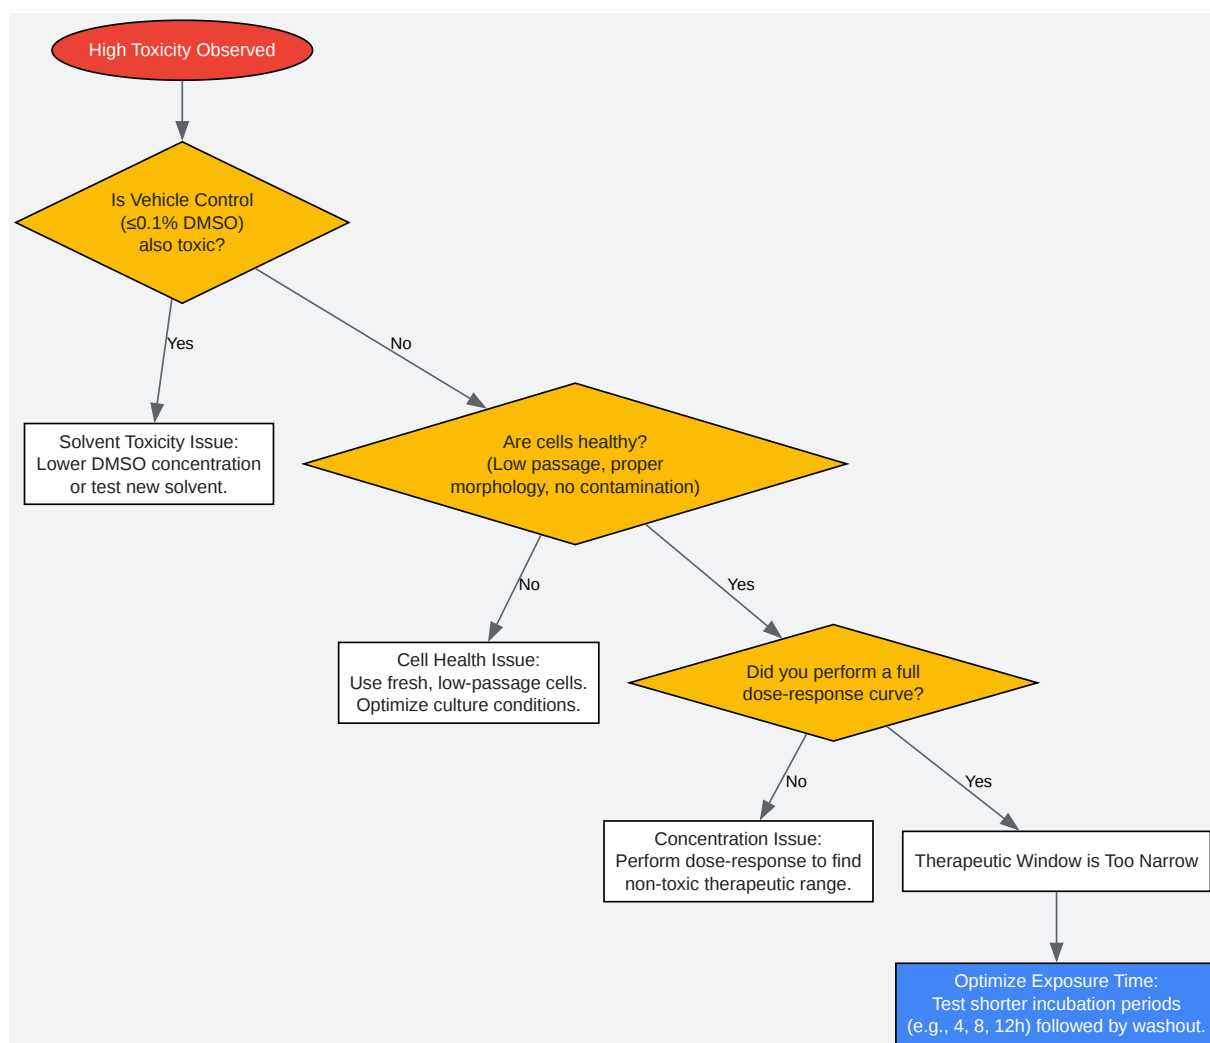 High Toxicity Observed
Is Vehicle Control
(≤0.1% DMSO)
also toxic?
Yes
No
Solvent Toxicity Issue:
Lower DMSO concentration
or test new solvent.
Are cells healthy?
(Low passage, proper
morphology, no contamination)
No
Yes
Cell Health Issue:
Use fresh, low-passage cells.
Optimize culture conditions.
Did you perform a full
dose-response curve?
No
Yes
Concentration Issue:
Perform dose-response to find
non-toxic therapeutic range.
Therapeutic Window is Too Narrow
Optimize Exposure Time:
Test shorter incubation periods
(e.g., 4, 8, 12h) followed by washout.